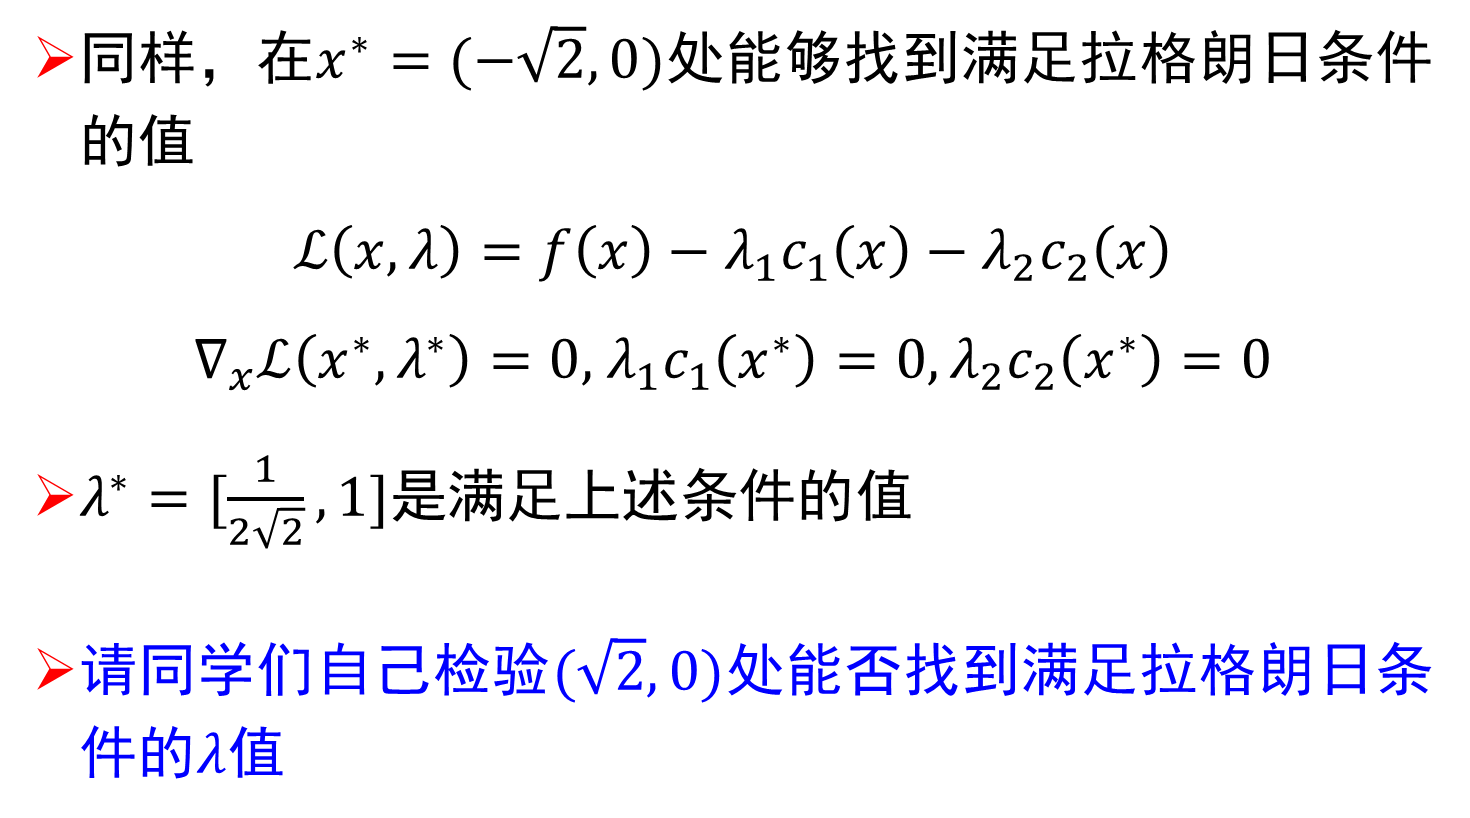 ➢同样，在𝑥* = (−√2, 0)处能够找到满足拉格朗日条件
的值
ℒ(𝑥, 𝜆) = 𝑓(𝑥) − 𝜆₁𝑐₁(𝑥) − 𝜆₂𝑐₂(𝑥)
∇ₓℒ(𝑥*, 𝜆*) = 0, 𝜆₁𝑐₁(𝑥*) = 0, 𝜆₂𝑐₂(𝑥*) = 0
➢𝜆* = [1/(2√2), 1]是满足上述条件的值
➢请同学们自己检验(√2, 0)处能否找到满足拉格朗日条
件的𝜆值